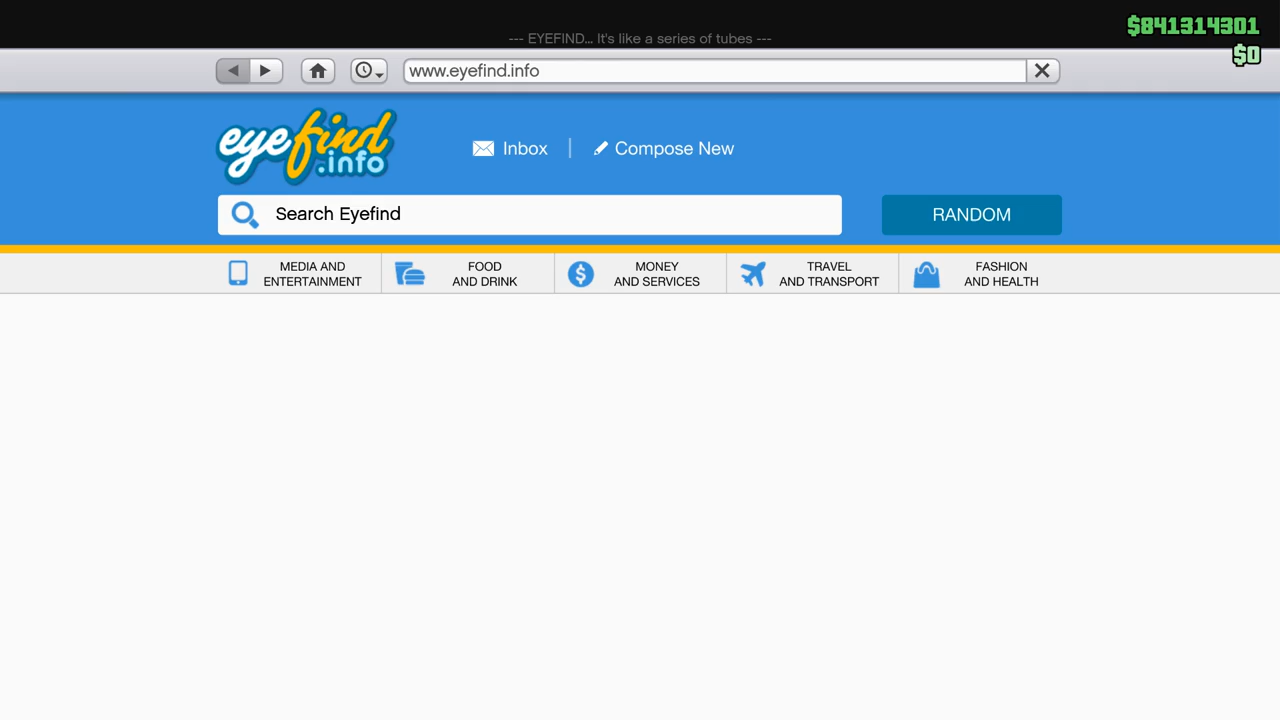 $841314301
--- EYEFIND... It's like a series of tubes ---
$0
www.eyefind.info
eyefind
.info
Inbox
Compose New
Search Eyefind
RANDOM
MEDIA AND
ENTERTAINMENT
FOOD
AND DRINK
MONEY
AND SERVICES
TRAVEL
AND TRANSPORT
FASHION
AND HEALTH